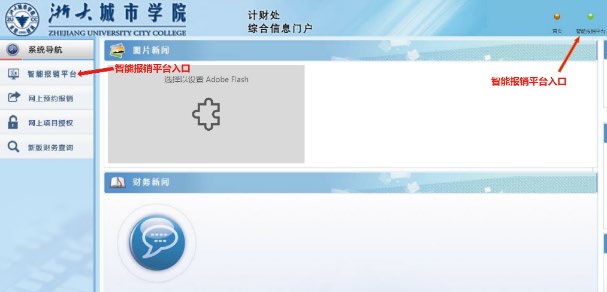 浙大城市学院
ZHEJIANG UNIVERSITY CITY COLLEGE
计财处
综合信息门户
首页
智能报销平台
智能报销平台入口
系统导航
智能报销平台
网上预约报销
网上项目授权
新版财务查询
图片新闻
智能报销平台入口
选择以设置 Adobe Flash
财务新闻